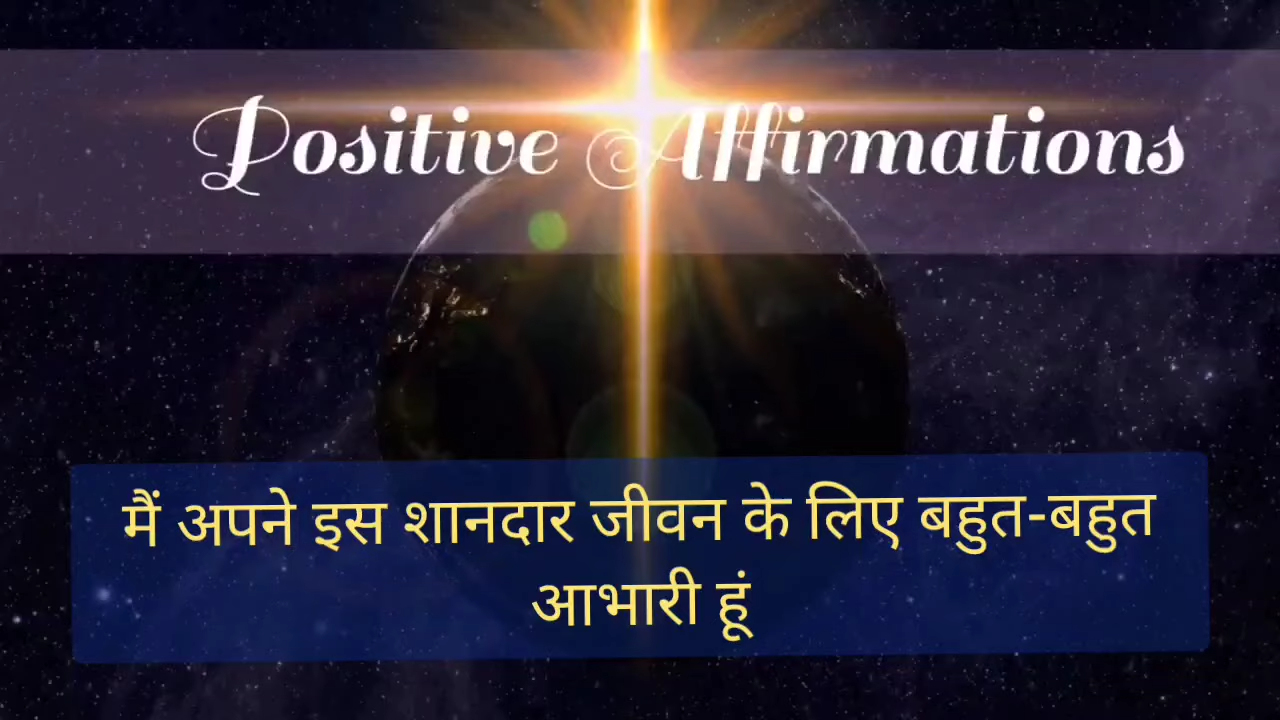 Positive Affirmations
मैं अपने इस शानदार जीवन के लिए बहुत-बहुत
आभारी हूं